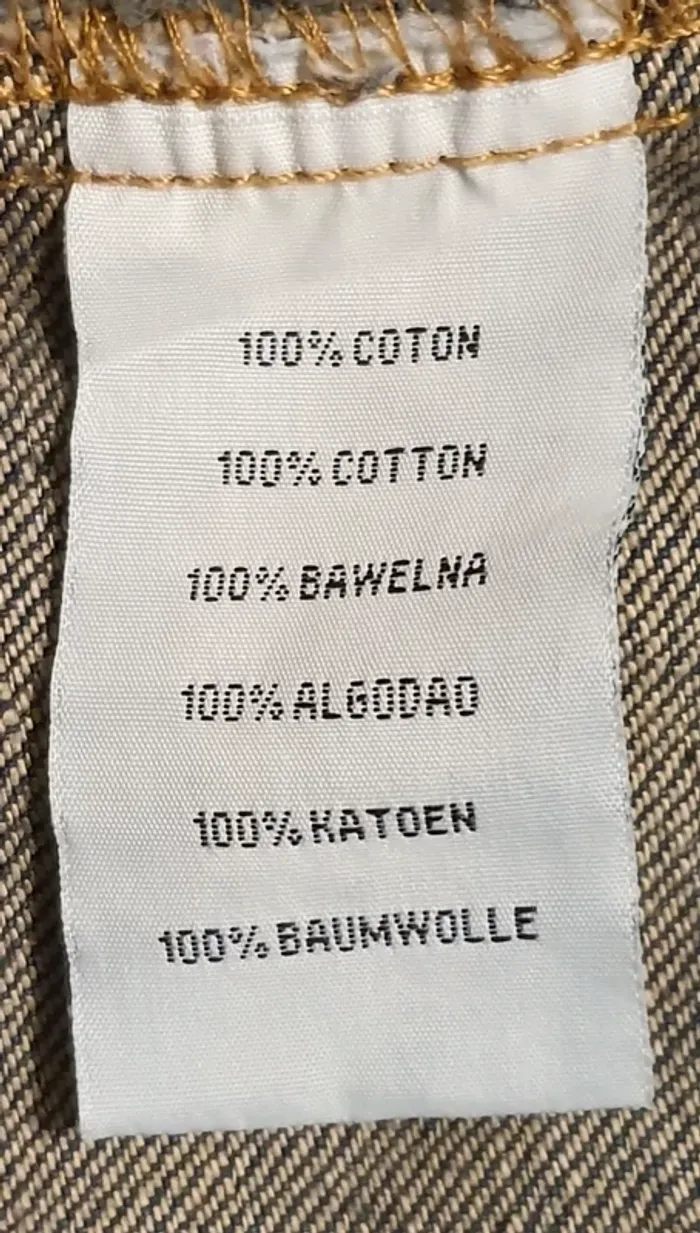 100% COTON
100% COTTON
100% BAWELNA
100% ALGODAO
100% KATOEN
100% BAUMWOLLE